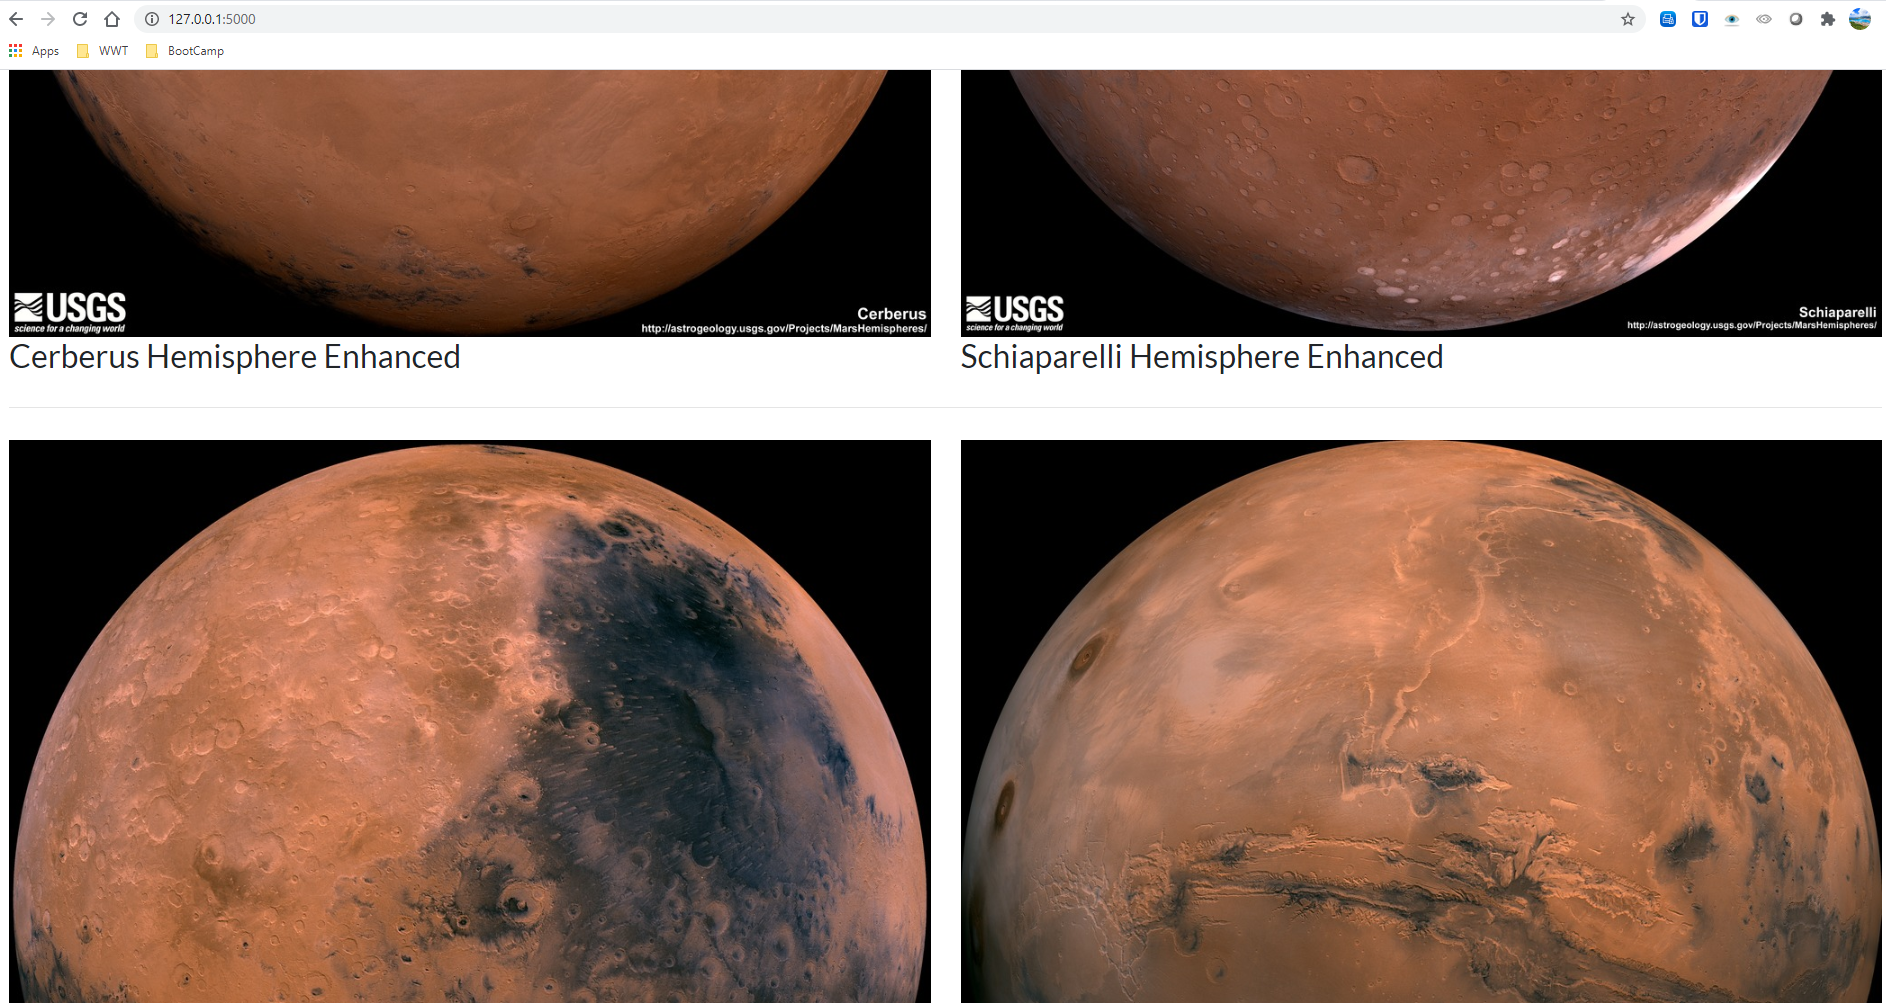 127.0.0.1:5000
Apps WWT BootCamp
USGS
science for a changing world
Cerberus
http://astrogeology.usgs.gov/Projects/MarsHemispheres/
USGS
science for a changing world
Schiaparelli
http://astrogeology.usgs.gov/Projects/MarsHemispheres/
Cerberus Hemisphere Enhanced
Schiaparelli Hemisphere Enhanced